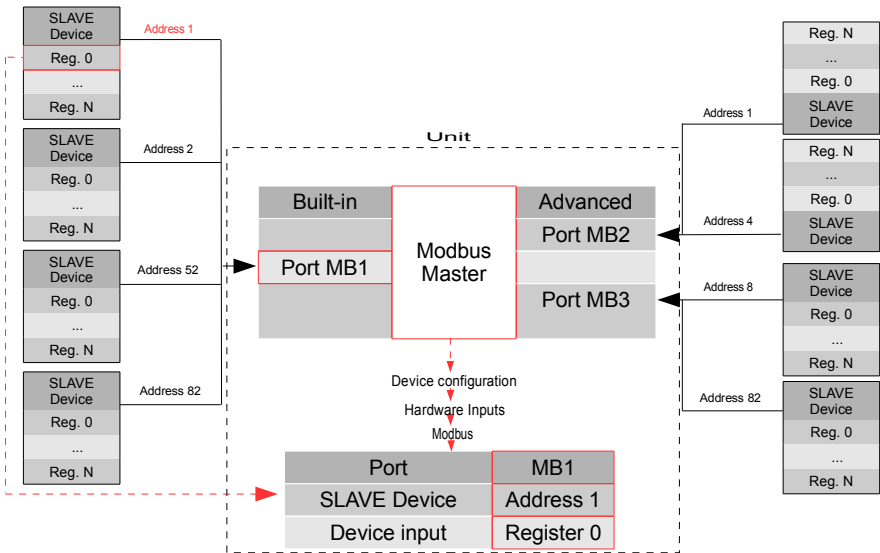 SLAVE
Device
Reg. 0
...
Reg. N
Address 1
SLAVE
Device
Reg. 0
...
Reg. N
Address 2
SLAVE
Device
Reg. 0
...
Reg. N
Address 52
SLAVE
Device
Reg. 0
...
Reg. N
Address 82
Unit
Built-in
Port MB1
Modbus
Master
Advanced
Port MB2
Port MB3
Device configuration
Hardware Inputs
Modbus
Port MB1
SLAVE Device Address 1
Device input Register 0
Address 1
Reg. N
...
Reg. 0
SLAVE
Device
Address 4
Reg. N
...
Reg. 0
SLAVE
Device
Address 8
SLAVE
Device
Reg. 0
...
Reg. N
Address 82
SLAVE
Device
Reg. 0
...
Reg. N